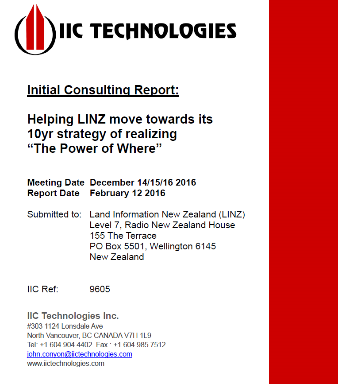 IIC TECHNOLOGIES
Initial Consulting Report:
Helping LINZ move towards its
10yr strategy of realizing
“The Power of Where”
Meeting Date December 14/15/16 2016
Report Date February 12 2016
Submitted to: Land Information New Zealand (LINZ)
Level 7, Radio New Zealand House
155 The Terrace
PO Box 5501, Wellington 6145
New Zealand
IIC Ref: 9605
IIC Technologies Inc.
#303 1124 Lonsdale Ave
North Vancouver, BC CANADA V7H 1L9
Tel: +1 604 904 4402 Fax : +1.604 985 7512
john.conyon@iictechnologies.com
www.iictechnologies.com